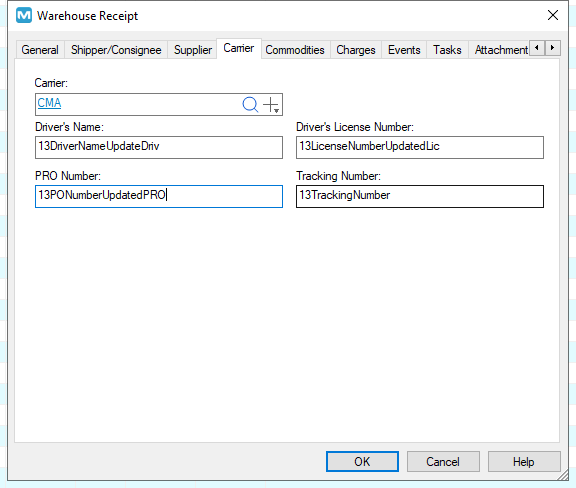 Warehouse Receipt
General Shipper/Consignee Supplier Carrier Commodities Charges Events Tasks Attachment
Carrier:
CMA
Driver's Name: Driver's License Number:
13DriverNameUpdateDriv 13LicenseNumberUpdatedLic
PRO Number: Tracking Number:
13PONumberUpdatedPRO 13TrackingNumber
OK Cancel Help